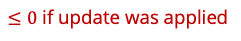 ≤ 0 if update was applied